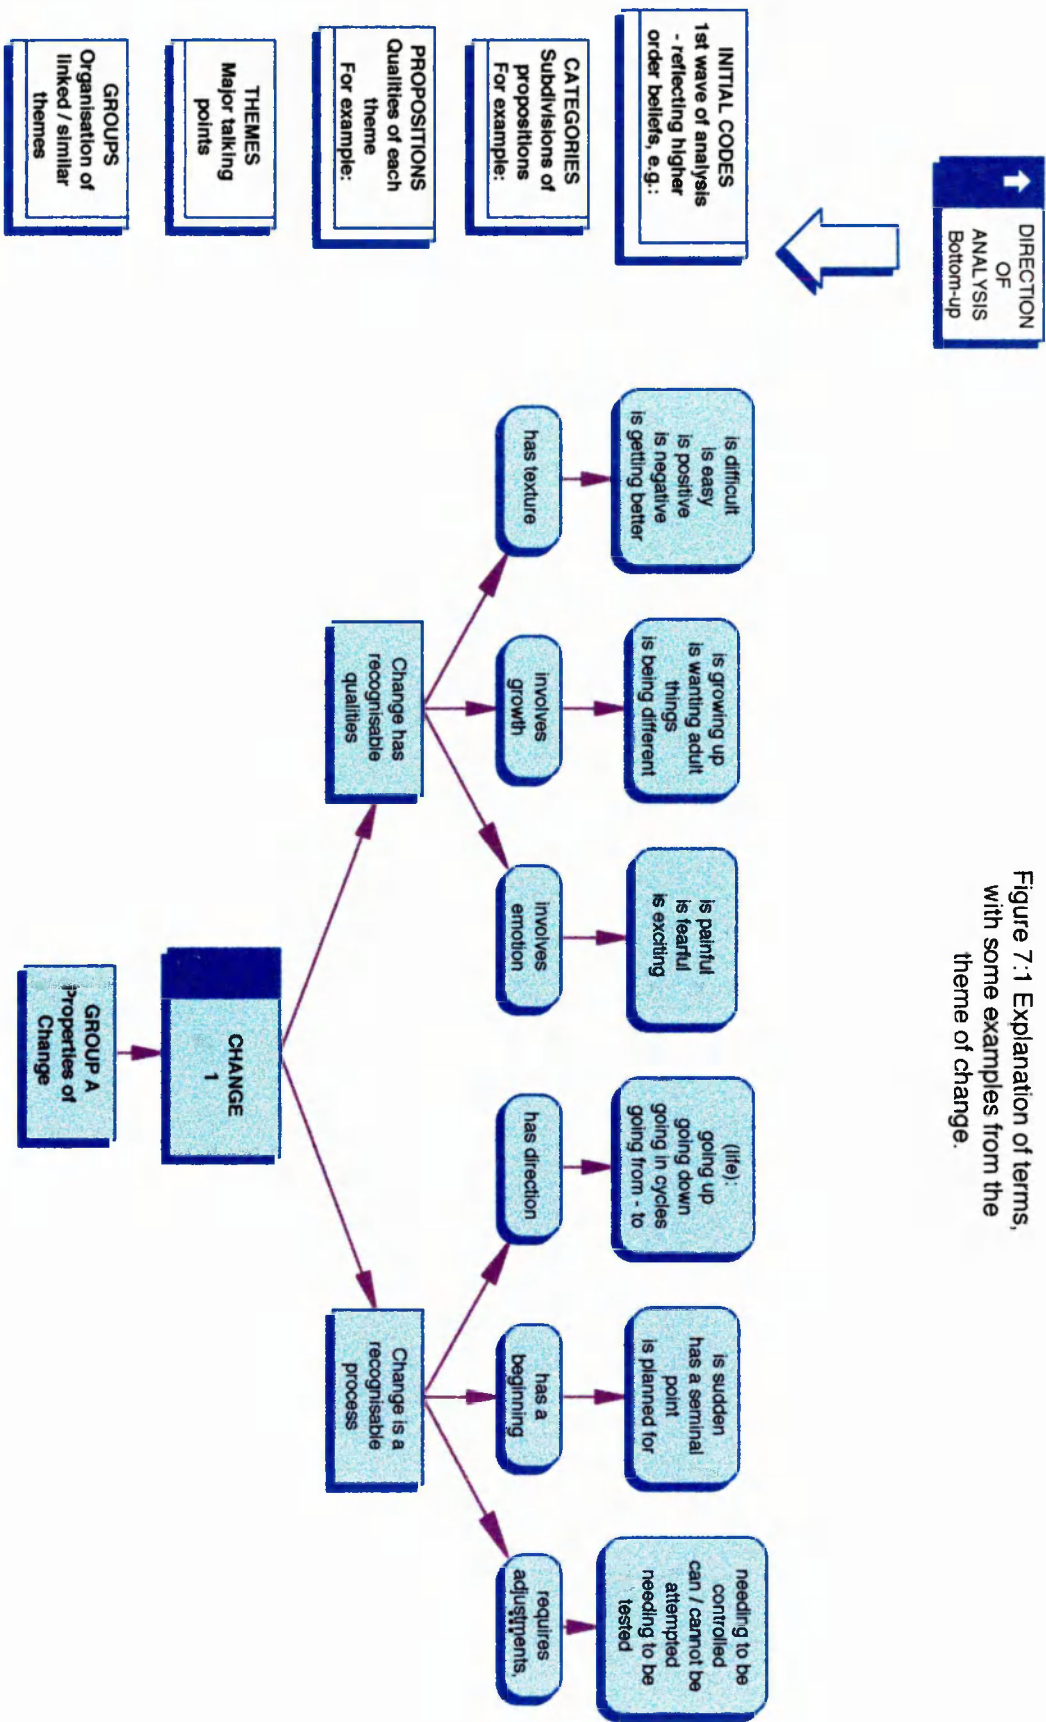 DIRECTION
OF
ANALYSIS
Bottom-up
Figure 7:1 Explanation of terms,
with some examples from the
theme of change.
INITIAL CODES
1st wave of analysis
- reflecting higher
order beliefs, e.g.:
is difficult
is easy
is positive
is negative
is getting better
is growing up
is wanting adult
things
is being different
is painful
is fearful
is exciting
(life):
going up
going down
going in cycles
going from - to
is sudden
has a seminal
point
is planned for
needing to be
controlled
can / cannot be
attempted
needing to be
tested
CATEGORIES
Subdivisions of
propositions
For example:
has texture
involves
growth
involves
emotion
has direction
has a
beginning
requires
adjustments,
...
PROPOSITIONS
Qualities of each
theme
For example:
Change has
recognisable
qualities
Change is a
recognisable
process
THEMES
Major talking
points
CHANGE
1
GROUPS
Organisation of
linked / similar
themes
GROUP A
Properties of
Change